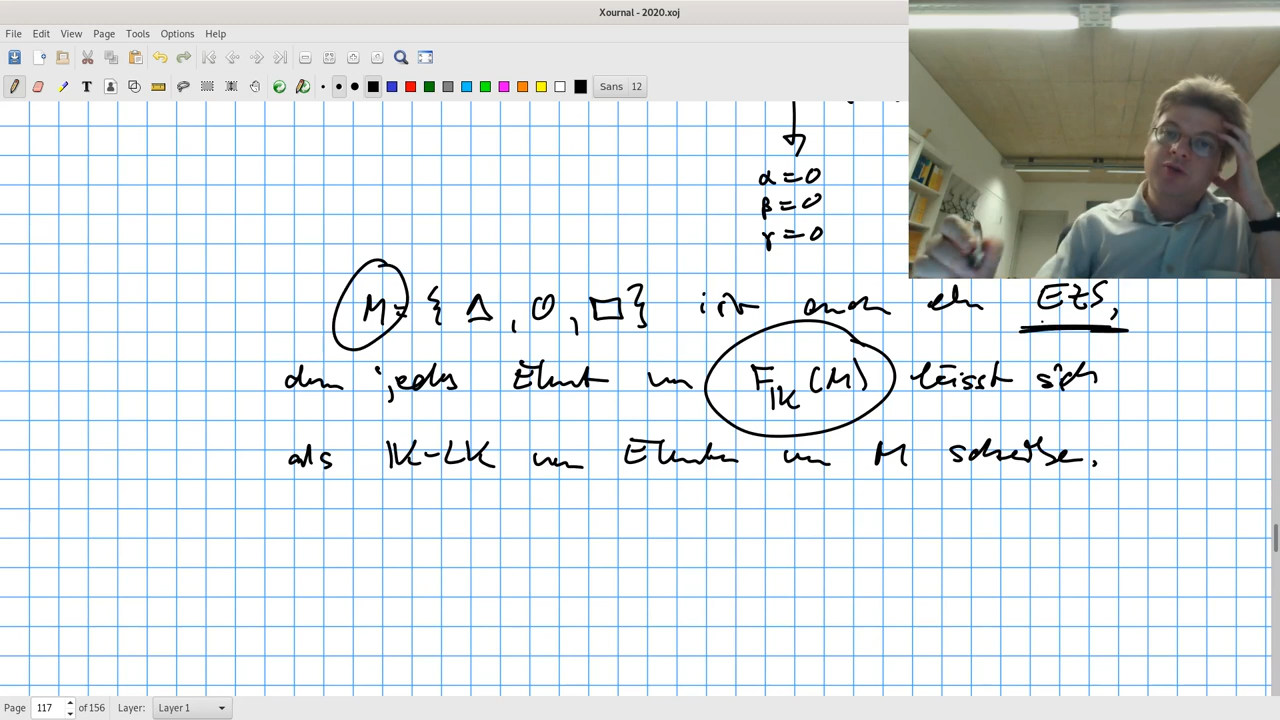 Xournal - 2020.xoj
File Edit View Page Tools Options Help
T Sans 12
α = 0
β = 0
γ = 0
M = { Δ, O, □ } ist auch ein EZS,
denn jedes Element von F_K (M) lässt sich
als K-LK von Elementen von M schreiben.
Page 117 of 156 Layer: Layer 1